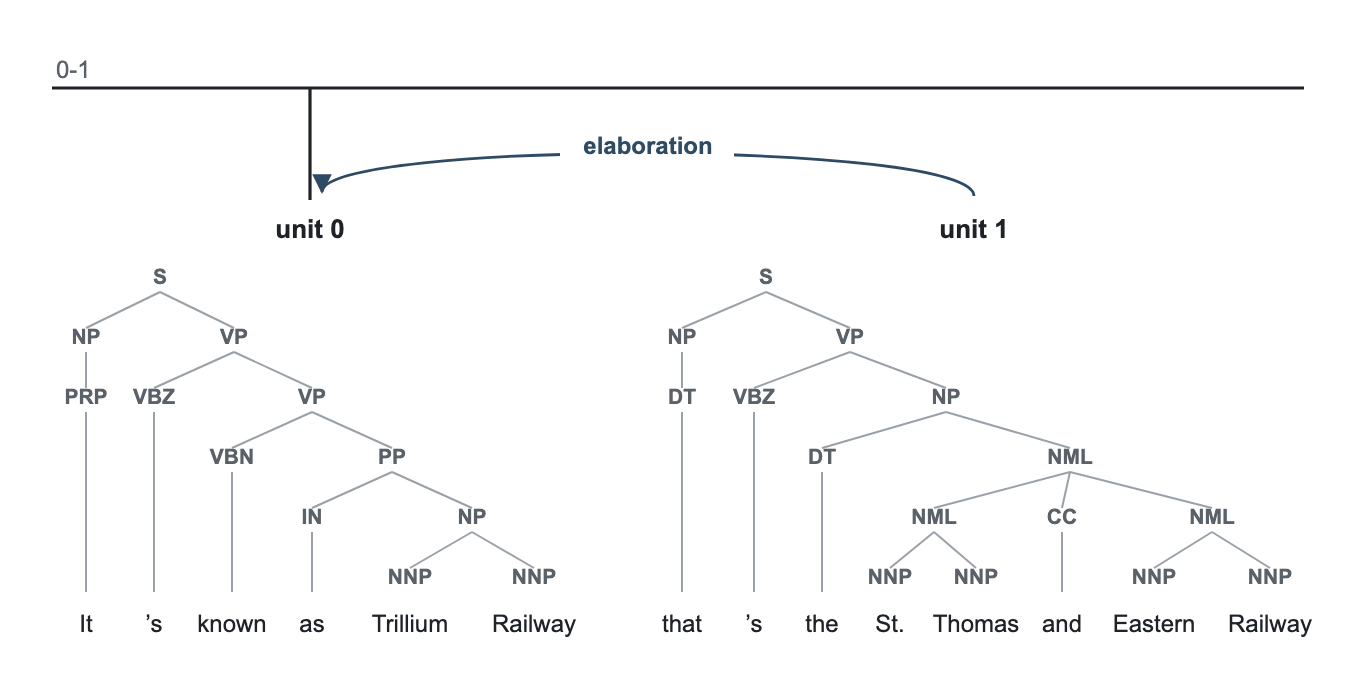 0-1
elaboration
unit 0 unit 1
S S
NP VP NP VP
PRP VBZ VP DT VBZ NP
VBN PP DT NML
IN NP NML CC NML
NNP NNP NNP NNP NNP NNP
It ’s known as Trillium Railway that ’s the St. Thomas and Eastern Railway